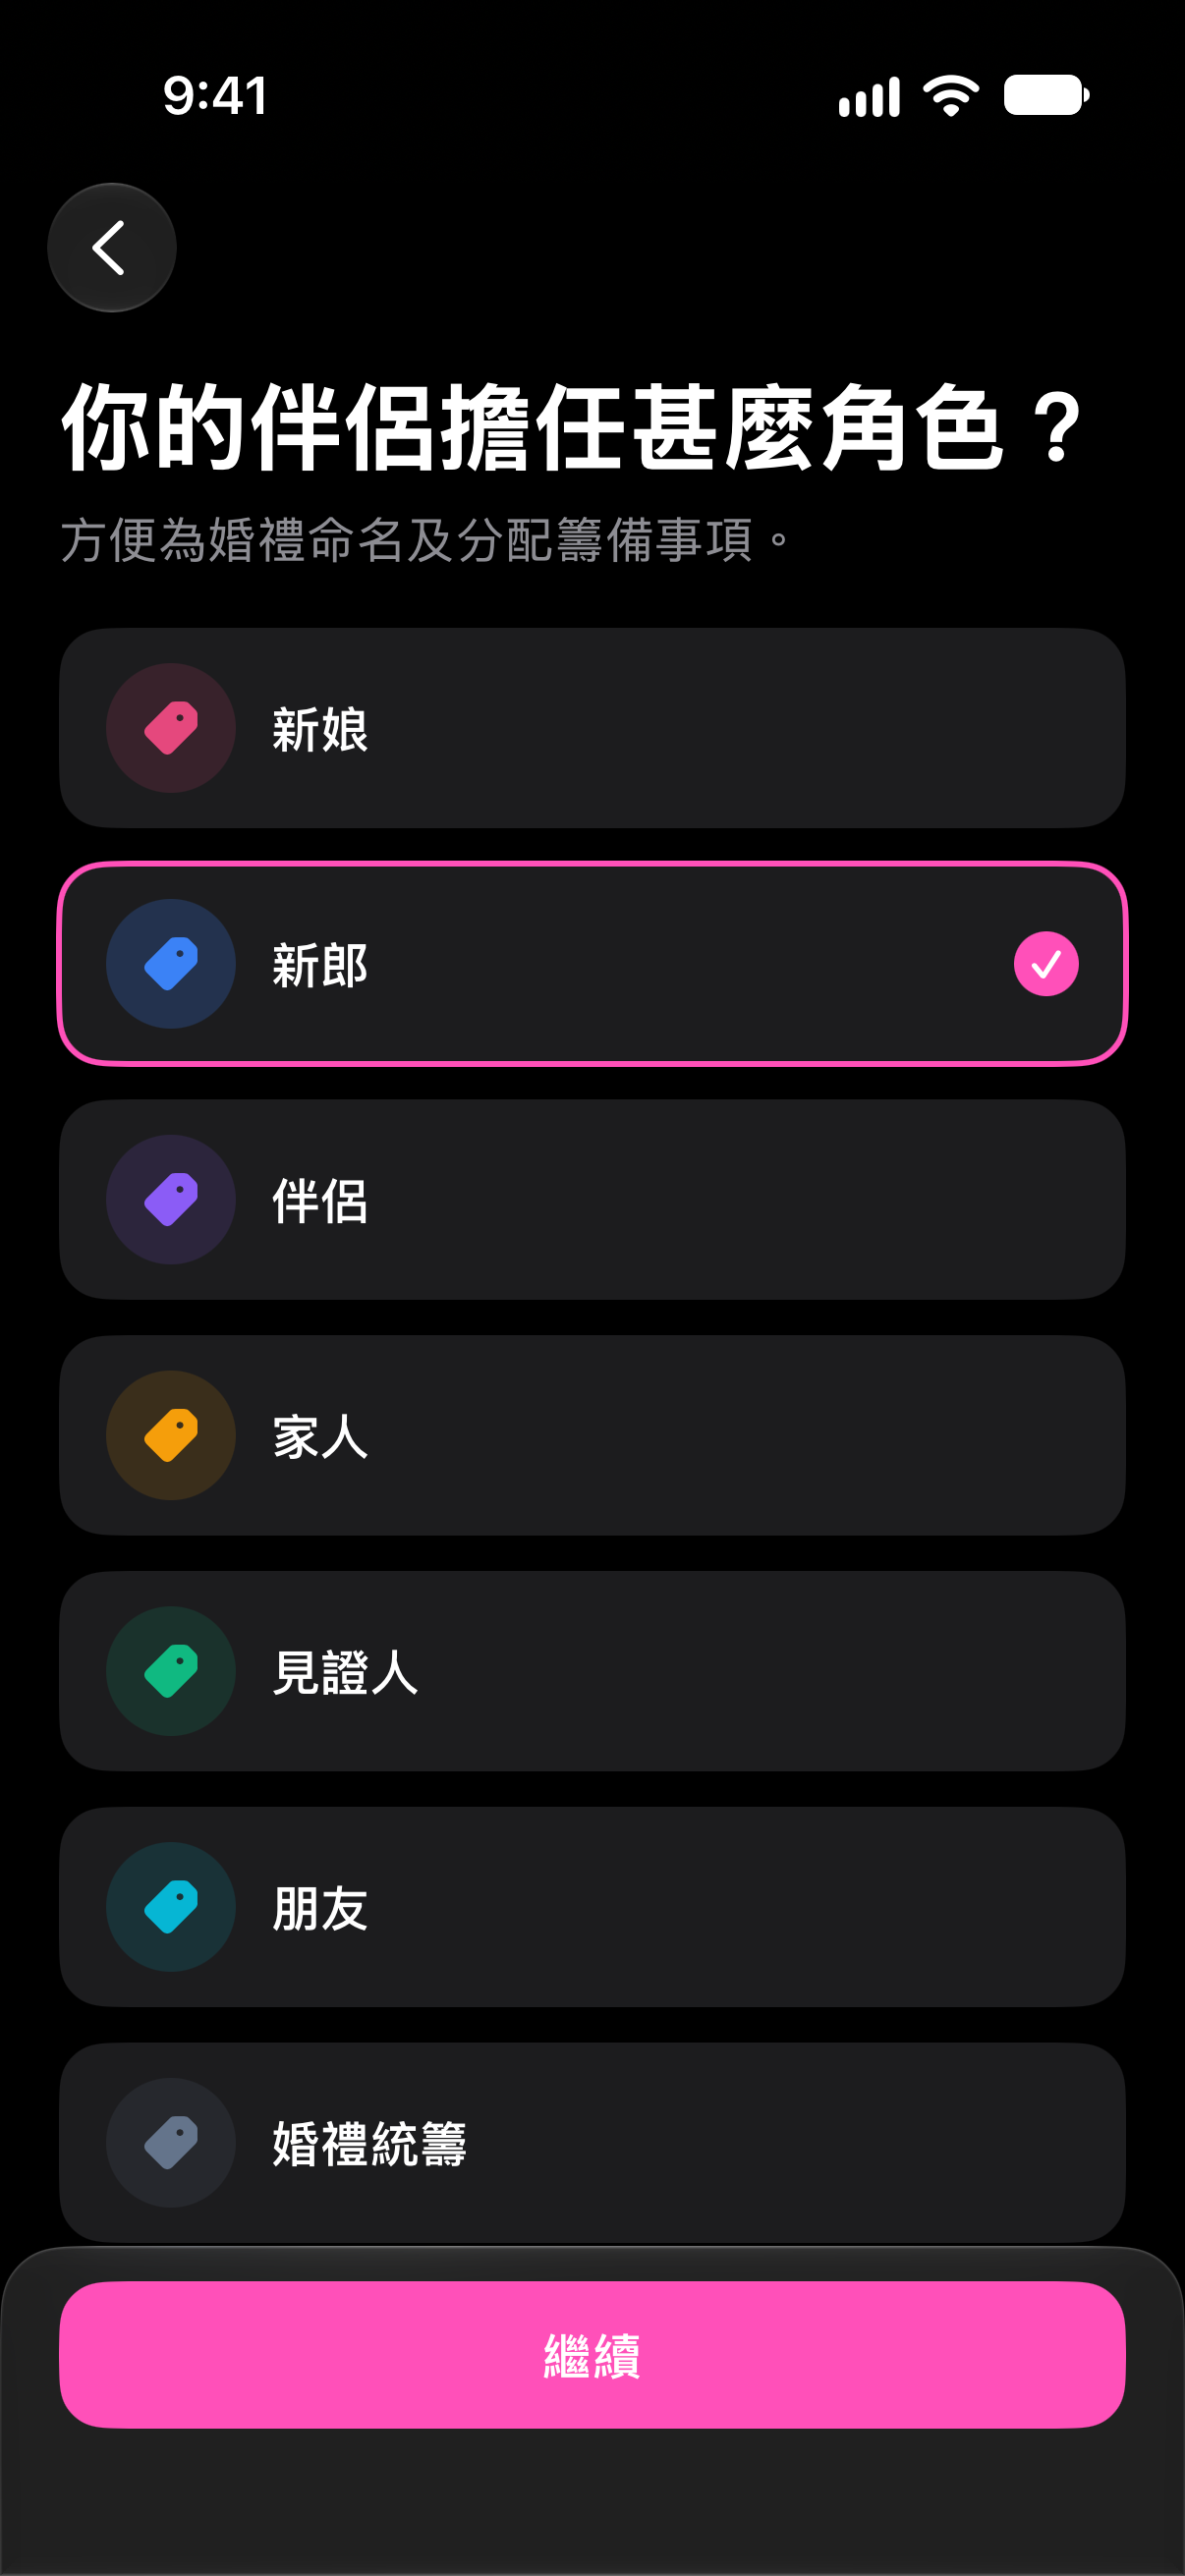 9:41
你的伴侶擔任甚麼角色？
方便為婚禮命名及分配籌備事項。
新娘
新郎
伴侶
家人
見證人
朋友
婚禮統籌
繼續